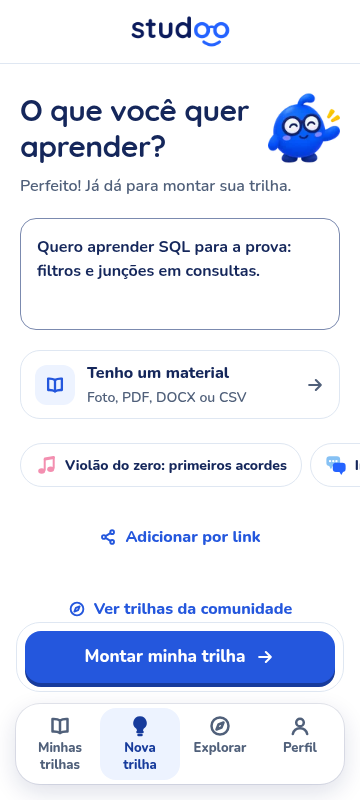 studoo
O que você quer
aprender?
Perfeito! Já dá para montar sua trilha.
Quero aprender SQL para a prova:
filtros e junções em consultas.
Tenho um material
Foto, PDF, DOCX ou CSV
Violão do zero: primeiros acordes
Adicionar por link
Ver trilhas da comunidade
Montar minha trilha
Minhas
trilhas
Nova
trilha
Explorar
Perfil